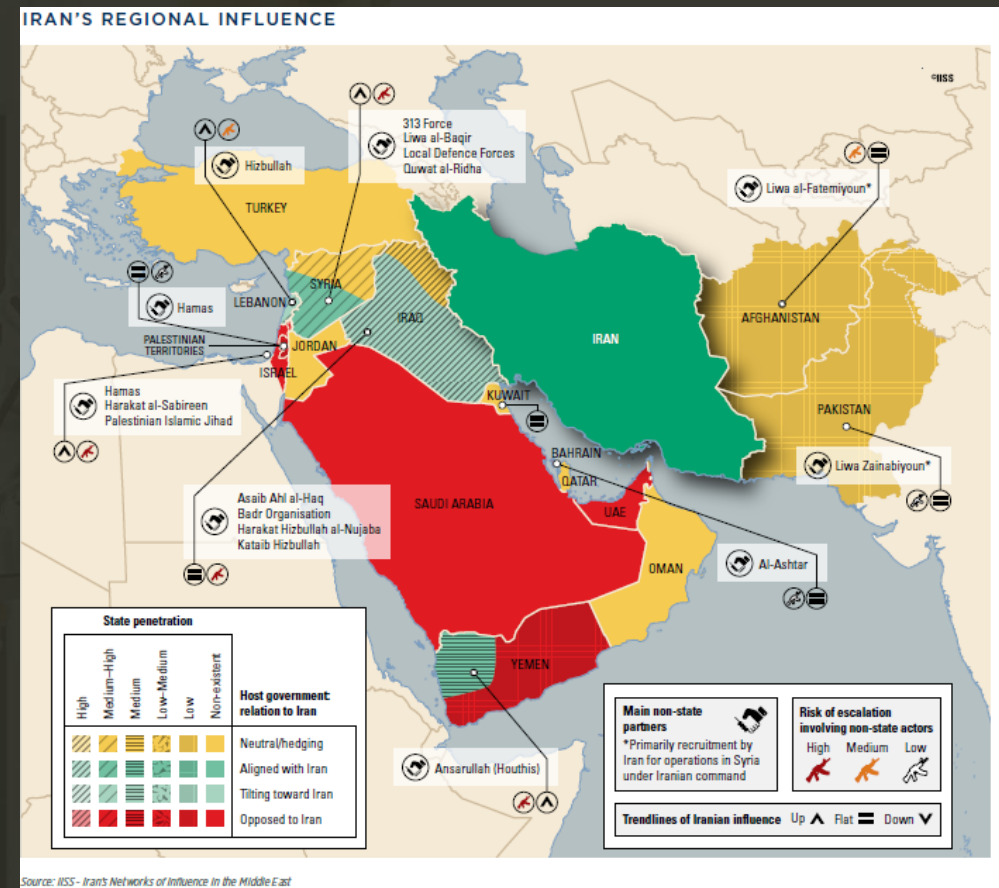 IRAN'S REGIONAL INFLUENCE
©IISS
313 Force
Liwa al-Baqir
Local Defence Forces
Quwat al-Ridha
Hizbullah
Liwa al-Fatemiyoun*
TURKEY
SYRIA
LEBANON
Hamas
IRAQ
AFGHANISTAN
IRAN
PALESTINIAN
TERRITORIES
JORDAN
ISRAEL
Hamas
Harakat al-Sabireen
Palestinian Islamic Jihad
KUWAIT
PAKISTAN
BAHRAIN
QATAR
Liwa Zainabiyoun*
SAUDI ARABIA
UAE
Asaib Ahl al-Haq
Badr Organisation
Harakat Hizbullah al-Nujaba
Kataib Hizbullah
OMAN
Al-Ashtar
YEMEN
Ansarullah (Houthis)
State penetration
High
Medium–High
Medium
Low–Medium
Low
Non-existent
Host government:
relation to Iran
Neutral/hedging
Aligned with Iran
Tilting toward Iran
Opposed to Iran
Main non-state
partners
*Primarily recruitment by
Iran for operations in Syria
under Iranian command
Risk of escalation
involving non-state actors
High Medium Low
Trendlines of Iranian influence Up Flat Down
Source: IISS - Iran's Networks of Influence in the Middle East